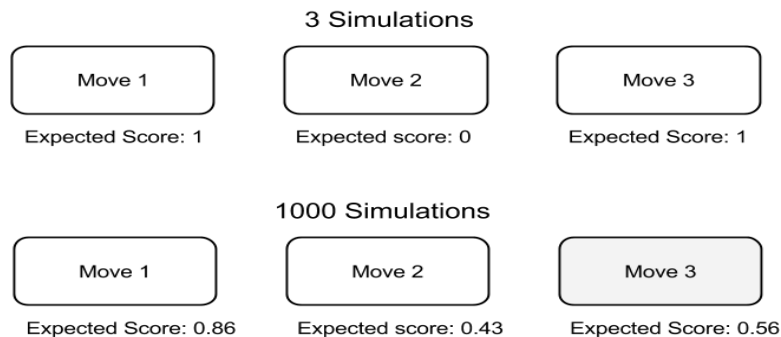 3 Simulations
Move 1 Move 2 Move 3
Expected Score: 1 Expected score: 0 Expected Score: 1
1000 Simulations
Move 1 Move 2 Move 3
Expected Score: 0.86 Expected score: 0.43 Expected Score: 0.56